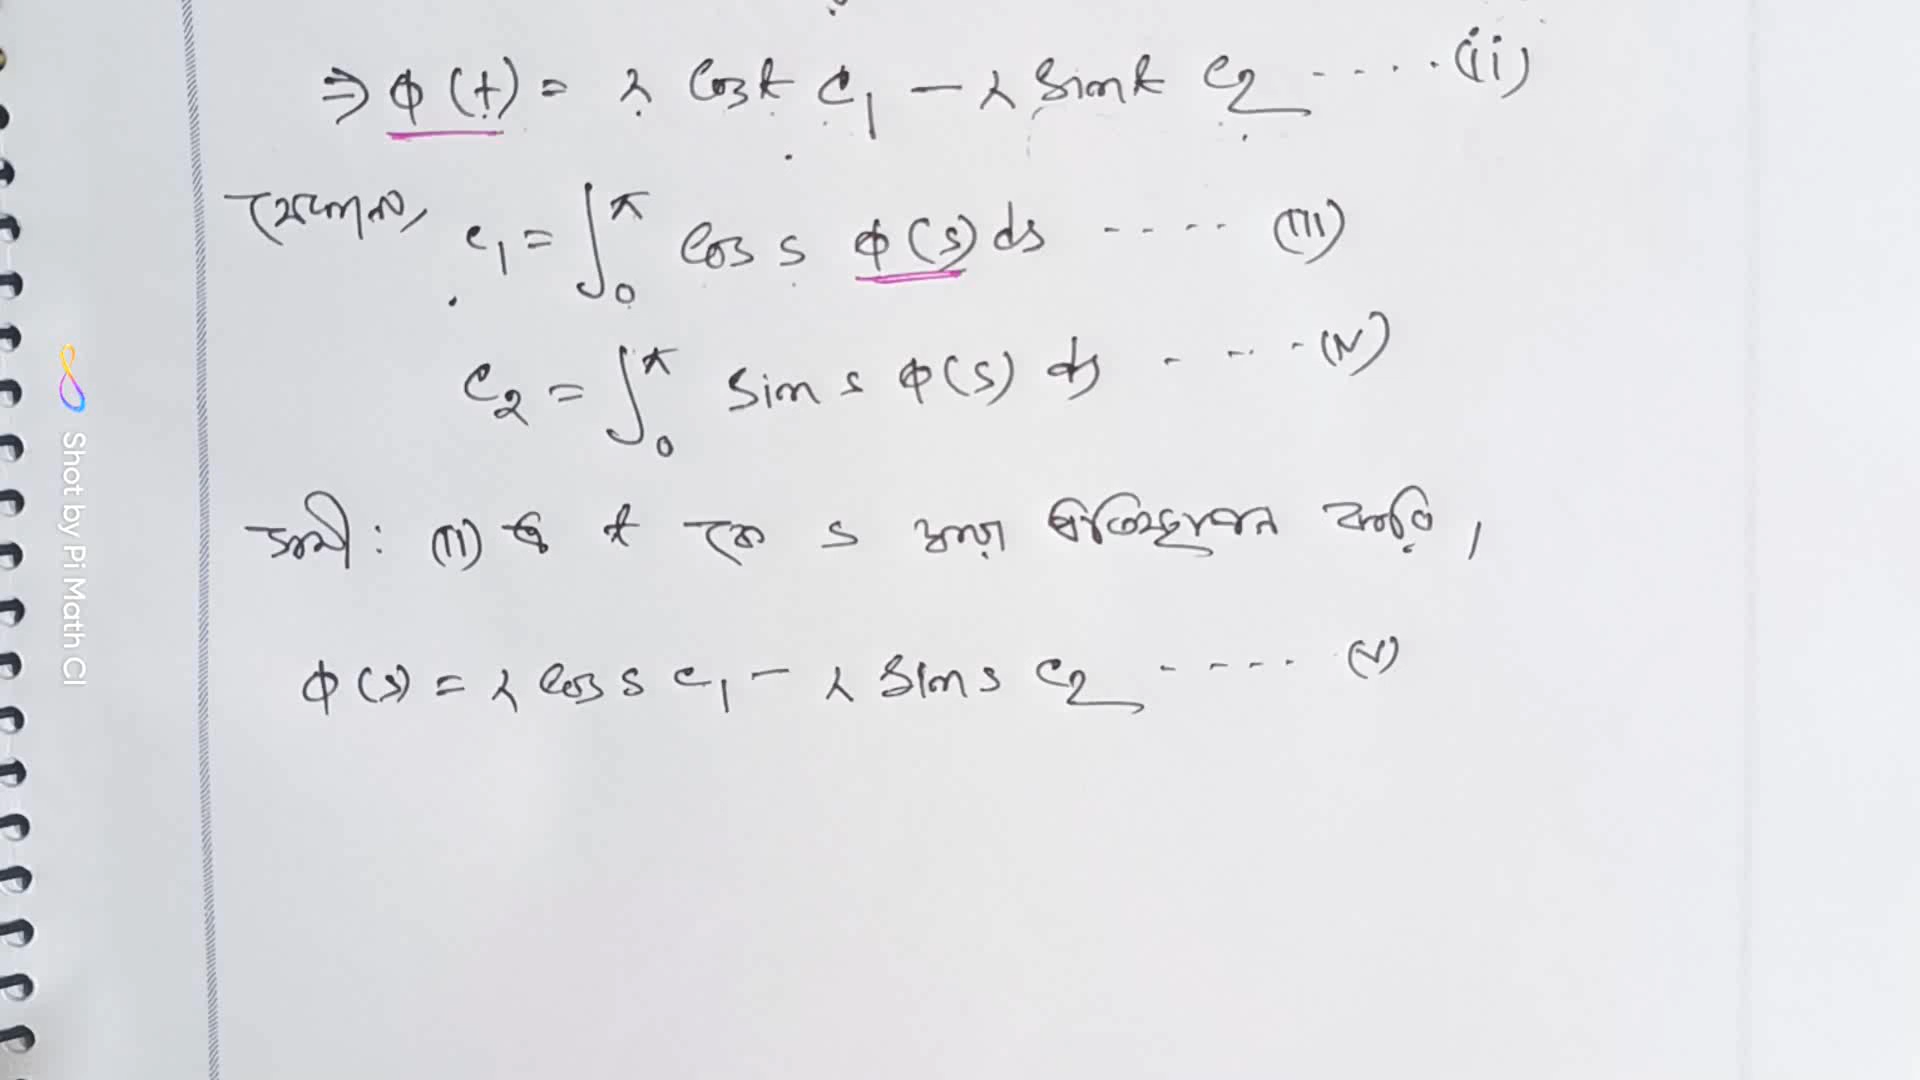 ⇒ φ(t) = λ cos t c₁ − λ sin t c₂ ..... (ii)
যেখানে, c₁ = ∫₀^π cos s φ(s) ds ..... (iii)
c₂ = ∫₀^π sin s φ(s) ds ..... (iv)
সমী: (ii) এ t কে s দ্বারা প্রতিস্থাপন করি,
φ(s) = λ cos s c₁ − λ sin s c₂ ..... (v)
Shot by Pi Math Cl